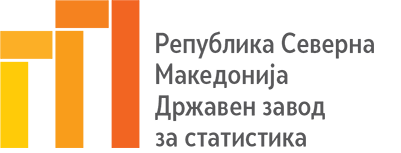 Република Северна
Македонија
Државен завод
за статистика